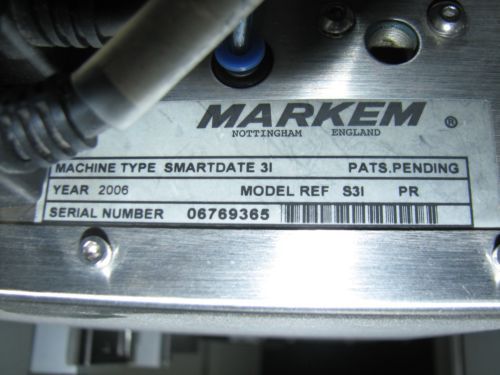 MARKEM ®
NOTTINGHAM ENGLAND
MACHINE TYPE SMARTDATE 3I PATS.PENDING
YEAR 2006 MODEL REF S3I PR
SERIAL NUMBER 06769365